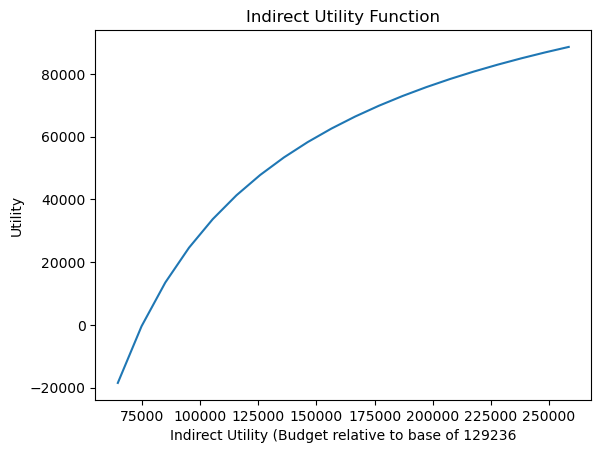 Indirect Utility Function
Utility
80000
60000
40000
20000
0
−20000
75000 100000 125000 150000 175000 200000 225000 250000
Indirect Utility (Budget relative to base of 129236